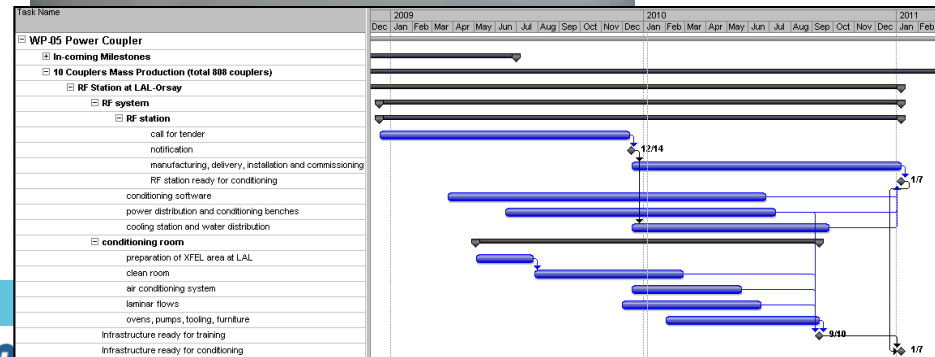 Task Name
2009 2010 2011
Dec Jan Feb Mar Apr May Jun Jul Aug Sep Oct Nov Dec Jan Feb Mar Apr May Jun Jul Aug Sep Oct Nov Dec Jan Feb
WP-05 Power Coupler
In-coming Milestones
10 Couplers Mass Production (total 808 couplers)
RF Station at LAL-Orsay
RF system
RF station
call for tender
notification 12/14
manufacturing, delivery, installation and commissioning
RF station ready for conditioning 1/7
conditioning software
power distribution and conditioning benches
cooling station and water distribution
conditioning room
preparation of XFEL area at LAL
clean room
air conditioning system
laminar flows
ovens, pumps, tooling, furniture
Infrastructure ready for training 9/10
Infrastructure ready for conditioning 1/7